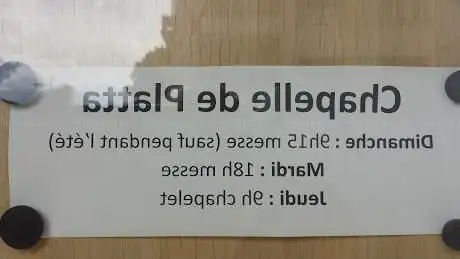 Chapelle de Platta
Dimanche : 9h15 messe (sauf pendant l'été)
Mardi : 18h messe
Jeudi : 9h chapelet